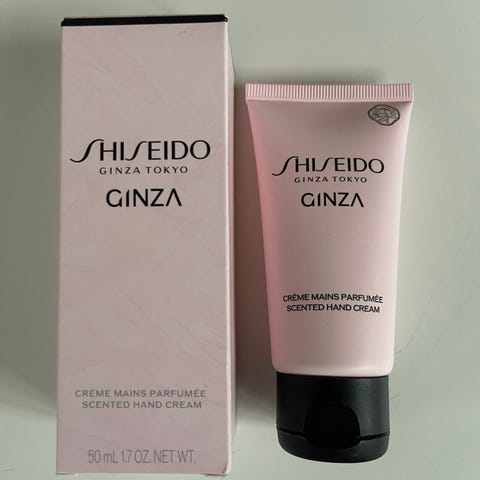 SHISEIDO
GINZA TOKYO
GINZA
CRÈME MAINS PARFUMÉE
SCENTED HAND CREAM
50 mL 1.7 OZ. NET WT.
SHISEIDO
GINZA TOKYO
GINZA
CRÈME MAINS PARFUMÉE
SCENTED HAND CREAM